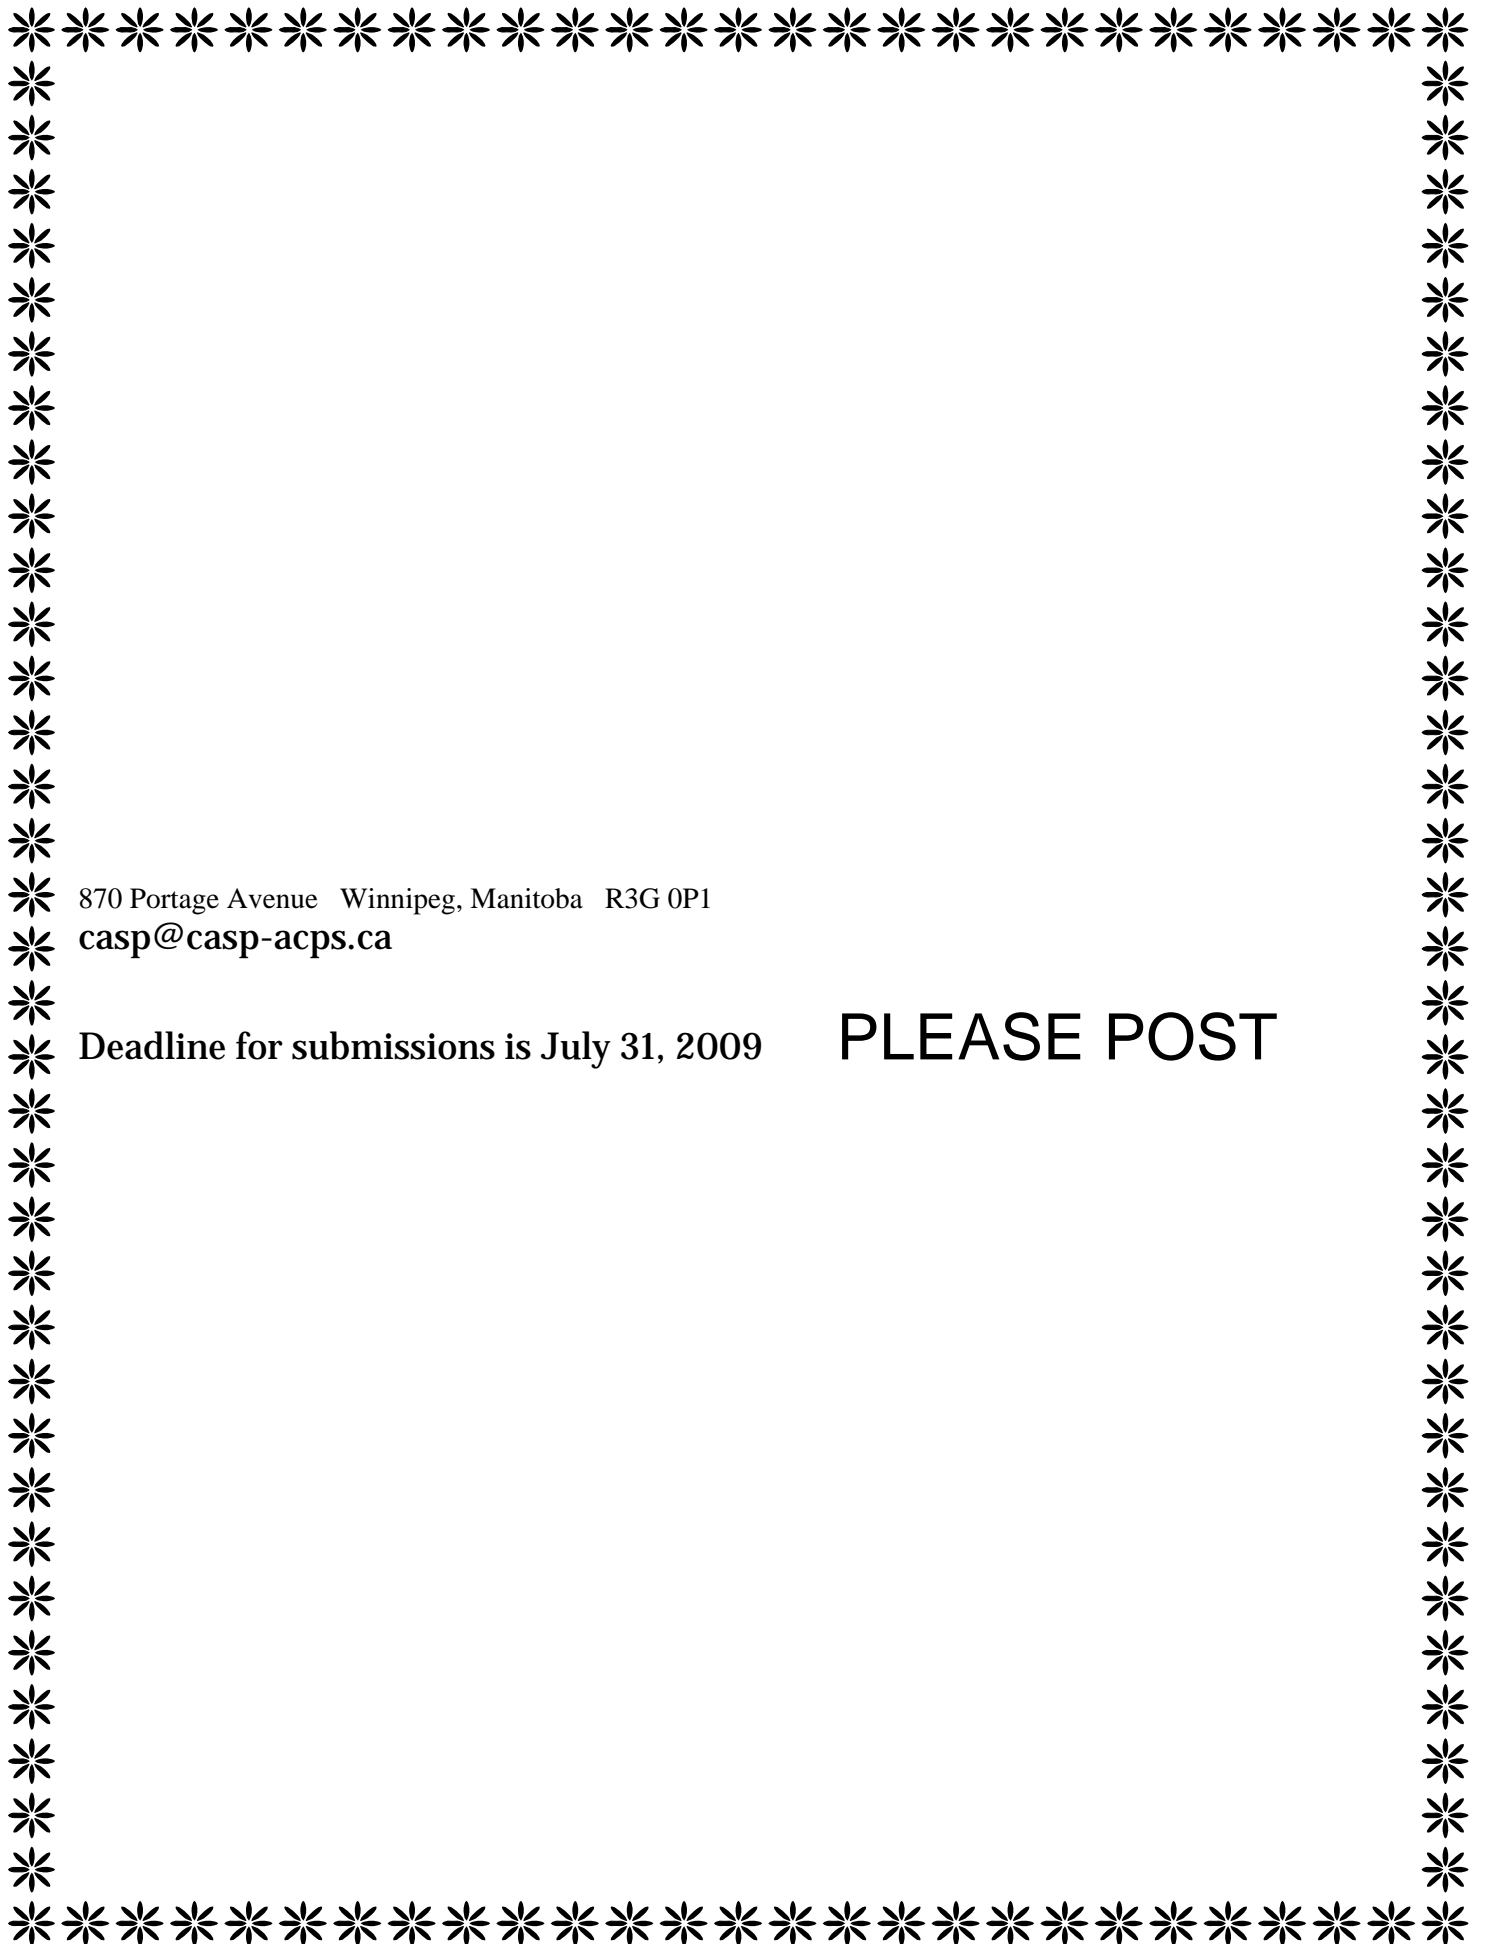 870 Portage Avenue   Winnipeg, Manitoba   R3G 0P1
casp@casp-acps.ca
Deadline for submissions is July 31, 2009     PLEASE POST